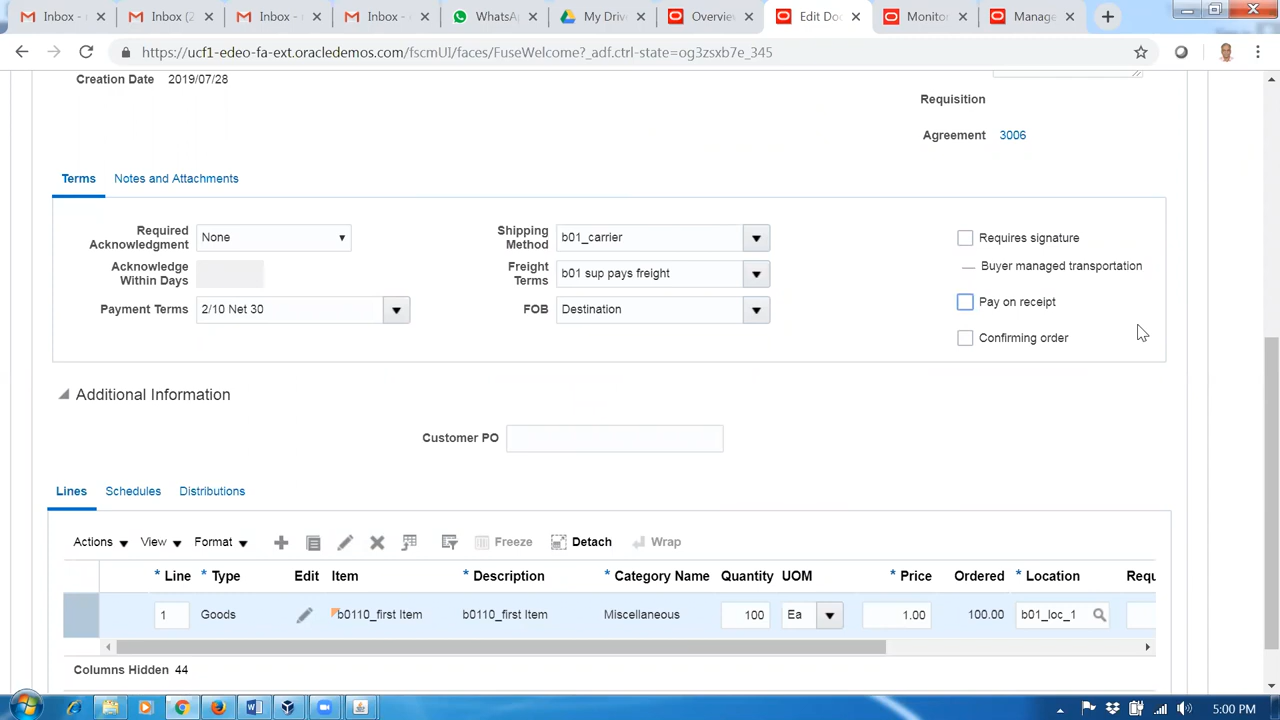 Inbox -
Inbox -
Inbox -
Inbox -
WhatsA
My Drive
Overvie
Edit Do
Monito
Manage
https://ucf1-edeo-fa-ext.oracledemos.com/fscmUI/faces/FuseWelcome?_adf.ctrl-state=og3zsxb7e_345
Creation Date 2019/07/28
Requisition
Agreement 3006
Terms Notes and Attachments
Required Acknowledgment None
Shipping Method b01_carrier
Requires signature
Acknowledge Within Days
Freight Terms b01 sup pays freight
Buyer managed transportation
Payment Terms 2/10 Net 30
FOB Destination
Pay on receipt
Confirming order
Additional Information
Customer PO
Lines Schedules Distributions
Actions View Format Freeze Detach Wrap
* Line * Type Edit Item * Description * Category Name Quantity UOM * Price Ordered * Location Requ
1 Goods b0110_first Item b0110_first Item Miscellaneous 100 Ea 1.00 100.00 b01_loc_1
Columns Hidden 44
5:00 PM